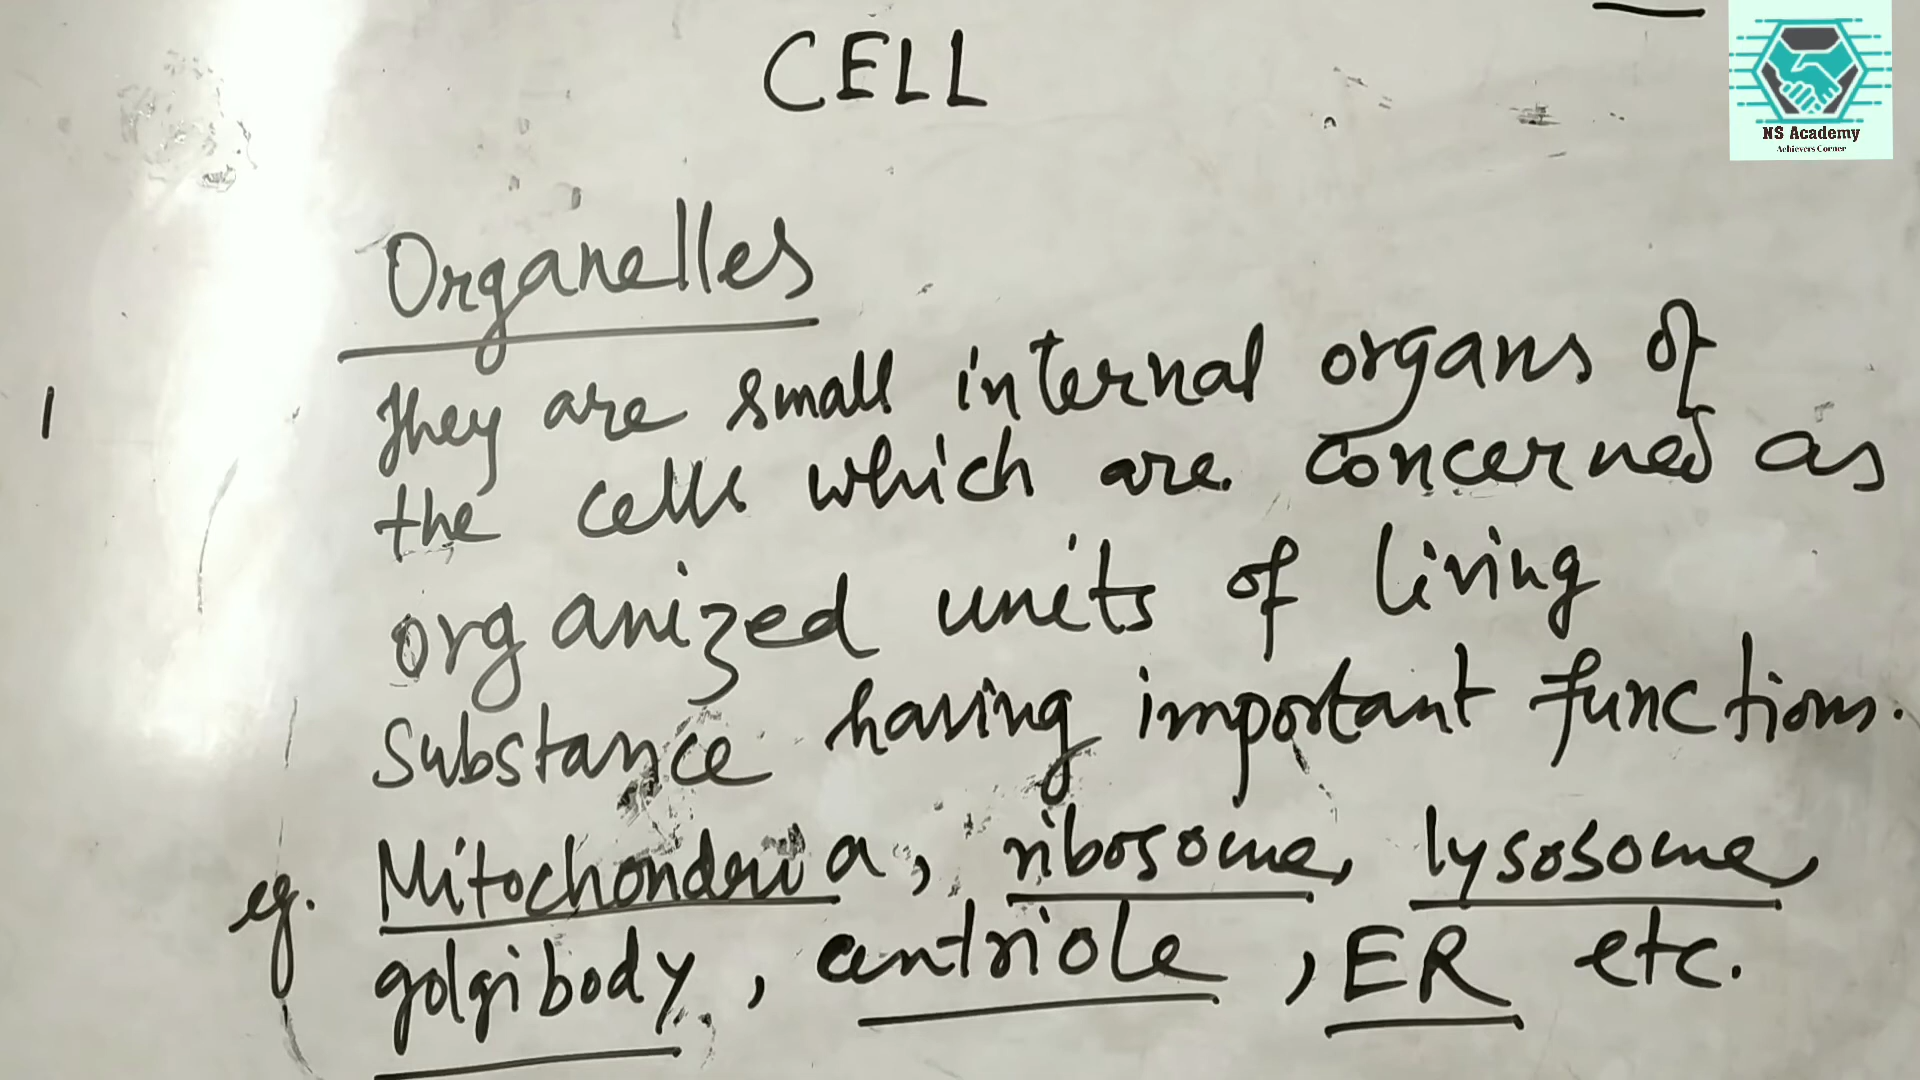 CELL
NS Academy
Achievers Corner
Organelles
They are small internal organs of
the cells which are concerned as
organized units of living
Substance having important functions.
eg. Mitochondria, ribosome, lysosome,
golgibody, centriole, ER etc.